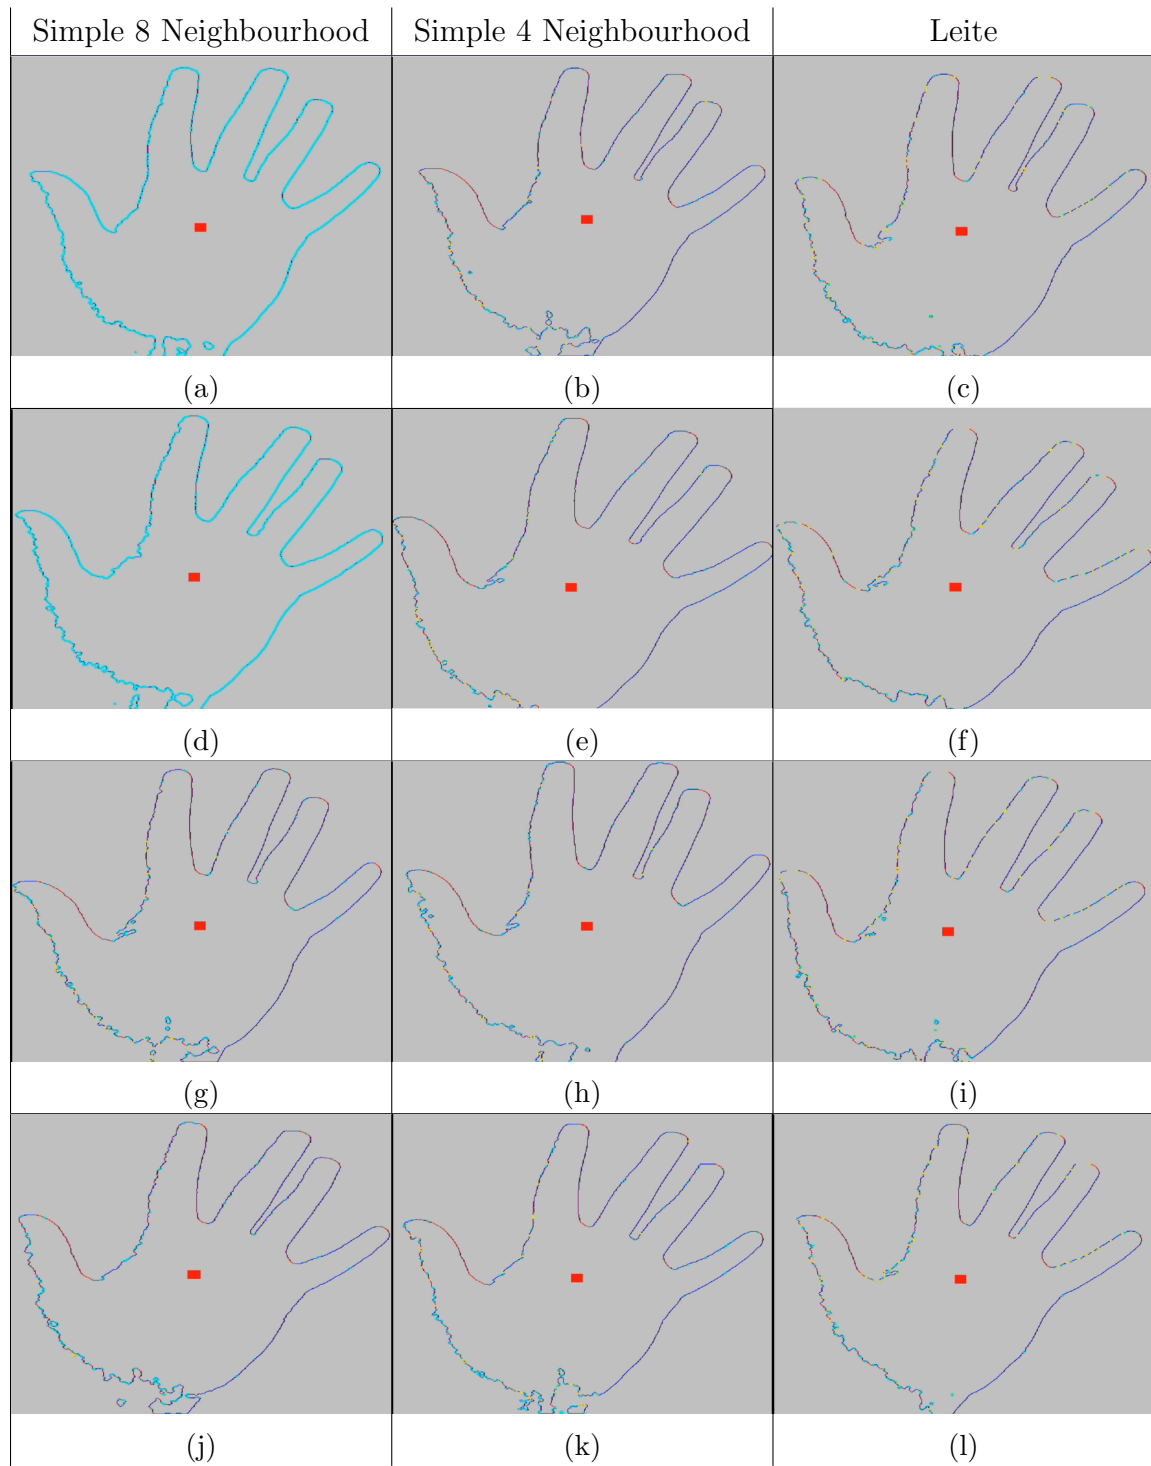 Simple 8 Neighbourhood Simple 4 Neighbourhood Leite
(a) (b) (c)
(d) (e) (f)
(g) (h) (i)
(j) (k) (l)